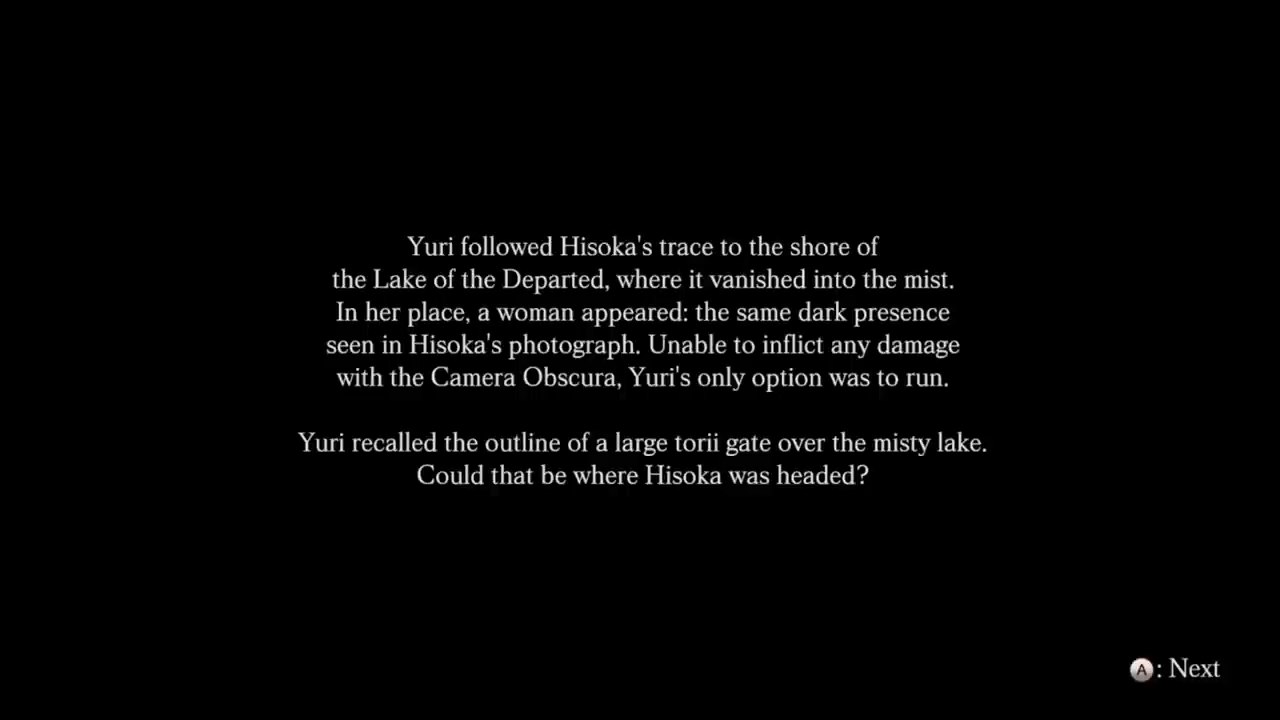 Yuri followed Hisoka's trace to the shore of
the Lake of the Departed, where it vanished into the mist.
In her place, a woman appeared: the same dark presence
seen in Hisoka's photograph. Unable to inflict any damage
with the Camera Obscura, Yuri's only option was to run.
Yuri recalled the outline of a large torii gate over the misty lake.
Could that be where Hisoka was headed?
A: Next